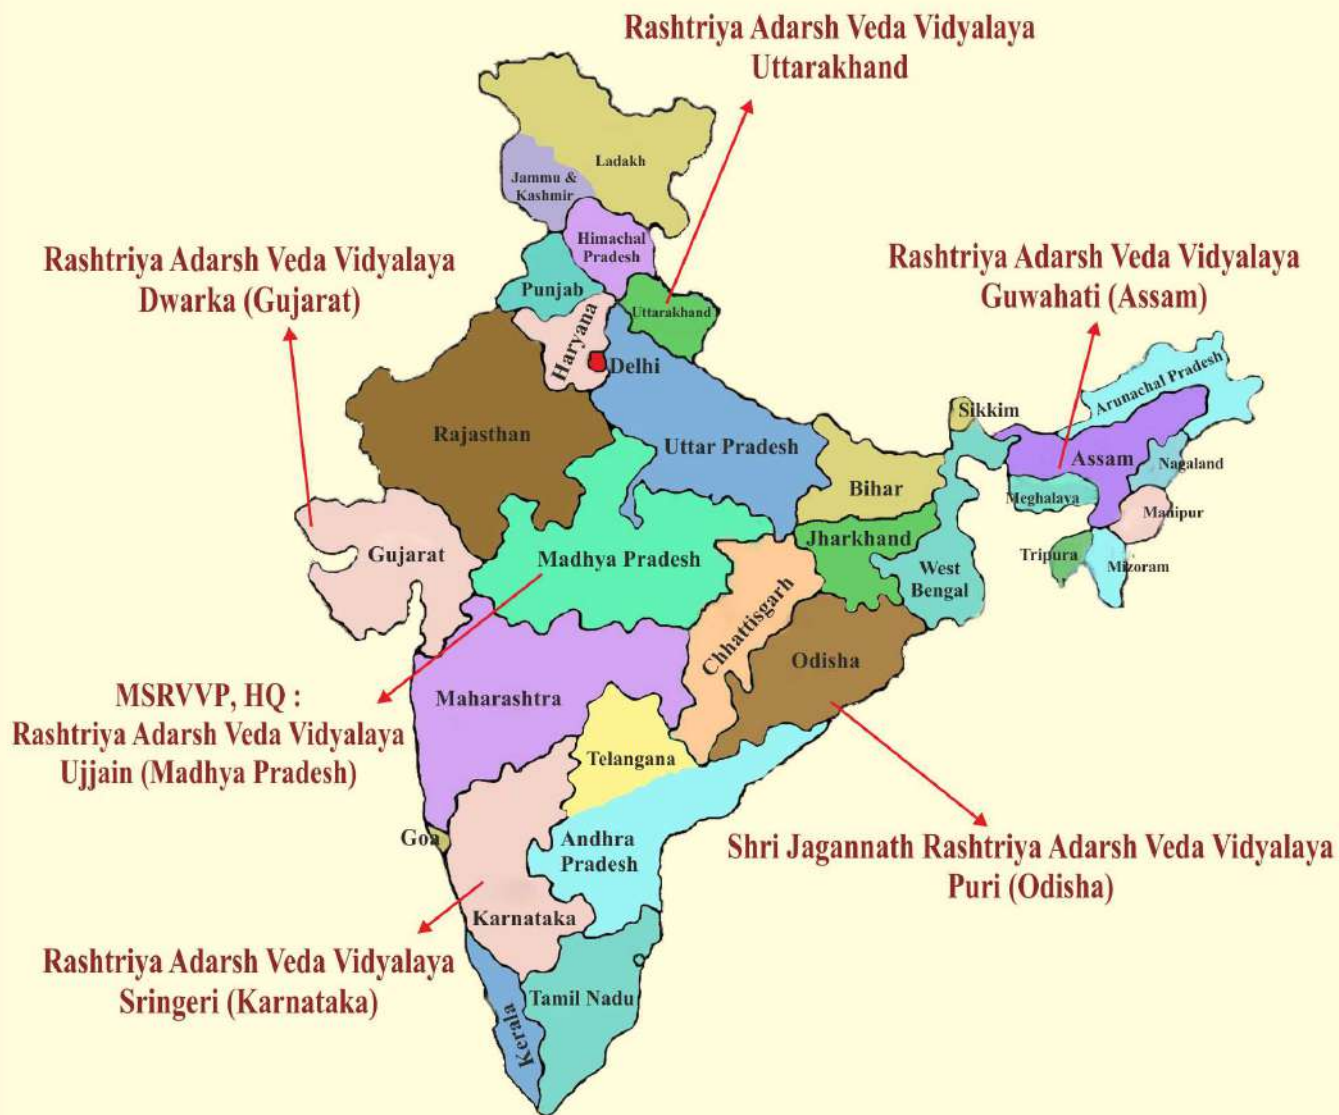 Rashtriya Adarsh Veda Vidyalaya
Uttarakhand
Ladakh
Jammu &
Kashmir
Himachal
Pradesh
Rashtriya Adarsh Veda Vidyalaya
Dwarka (Gujarat)
Rashtriya Adarsh Veda Vidyalaya
Guwahati (Assam)
Punjab
Uttarakhand
Haryana
Delhi
Arunachal Pradesh
Sikkim
Rajasthan
Uttar Pradesh
Assam
Nagaland
Bihar
Meghalaya
Manipur
Jharkhand
Gujarat
Madhya Pradesh
Tripura
Mizoram
West
Bengal
Chhattisgarh
Odisha
Maharashtra
MSRVVP, HQ :
Rashtriya Adarsh Veda Vidyalaya
Ujjain (Madhya Pradesh)
Telangana
Goa
Andhra
Pradesh
Shri Jagannath Rashtriya Adarsh Veda Vidyalaya
Puri (Odisha)
Karnataka
Rashtriya Adarsh Veda Vidyalaya
Sringeri (Karnataka)
Tamil Nadu
Kerala